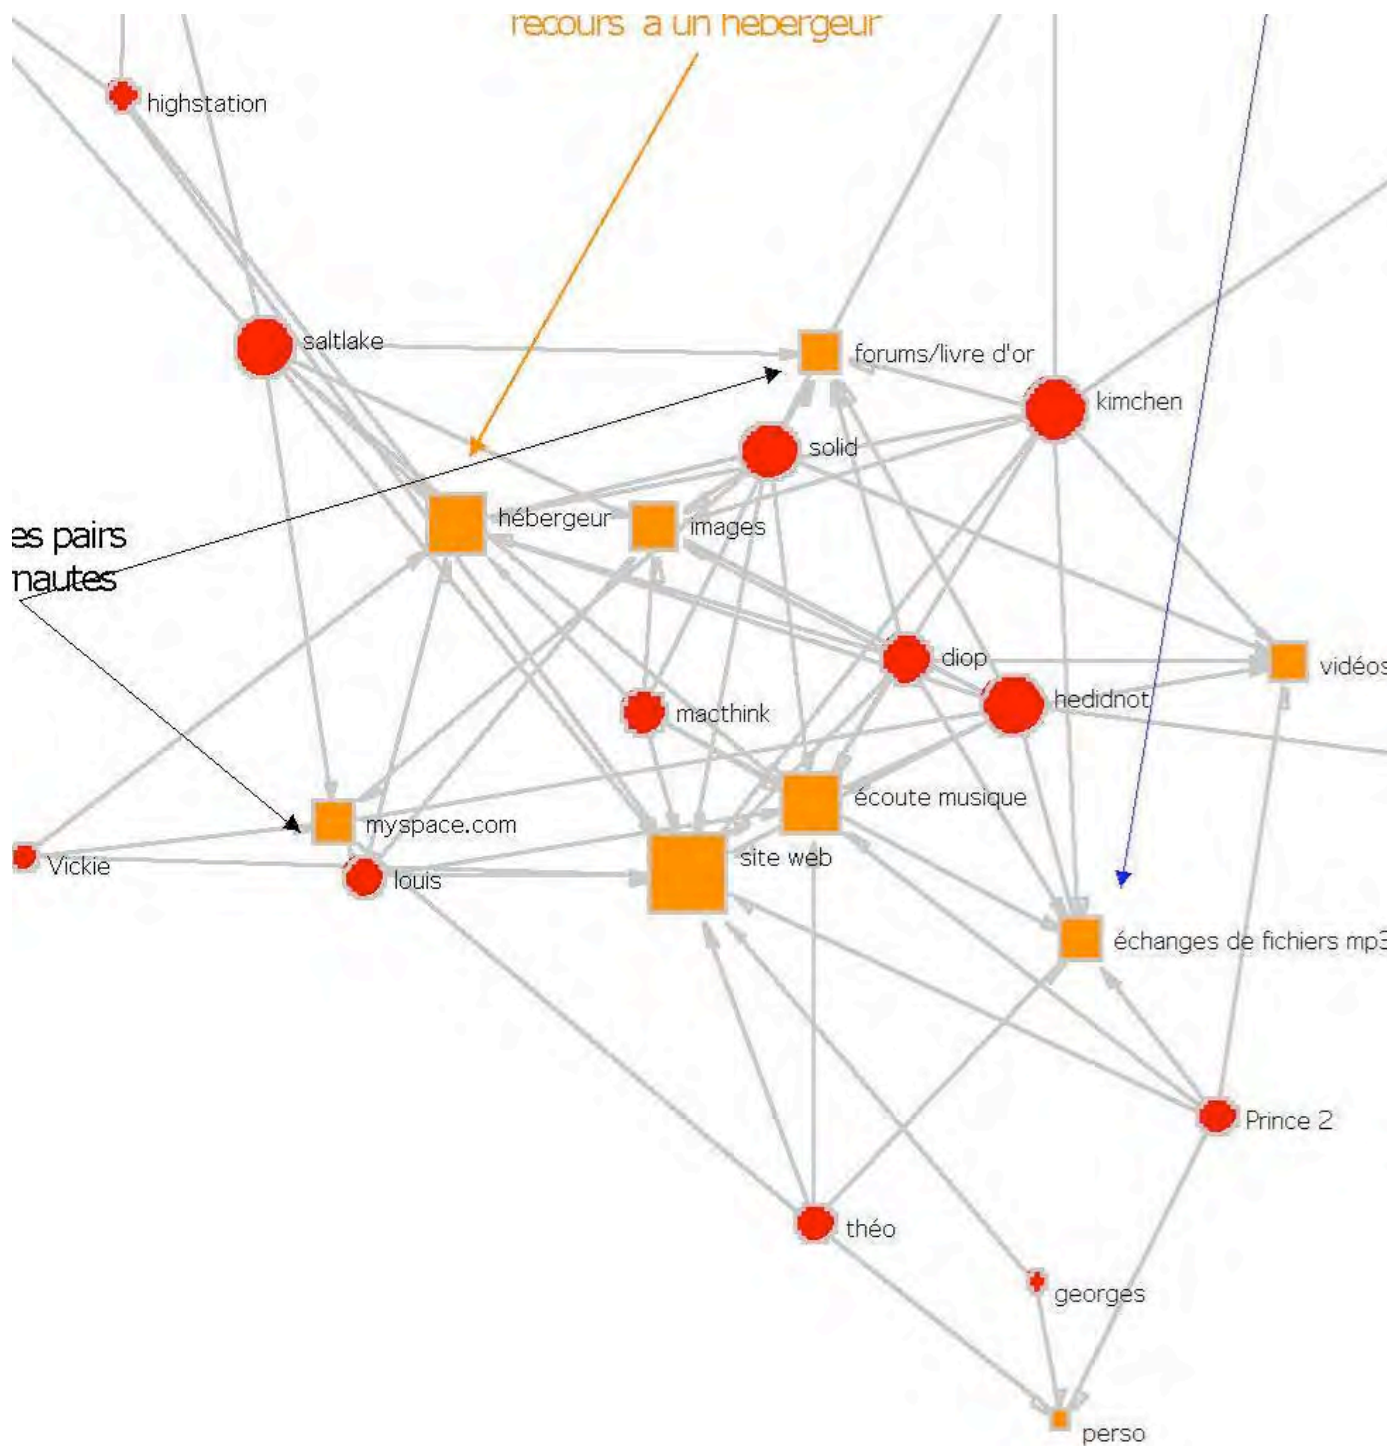 recours à un hébergeur
highstation
saltlake
forums/livre d'or
kimchen
solid
hébergeur
images
es pairs
nautes
diop
vidéos
hedidnot
macthink
écoute musique
myspace.com
site web
Vickie
louis
échanges de fichiers mp3
Prince 2
théo
georges
perso